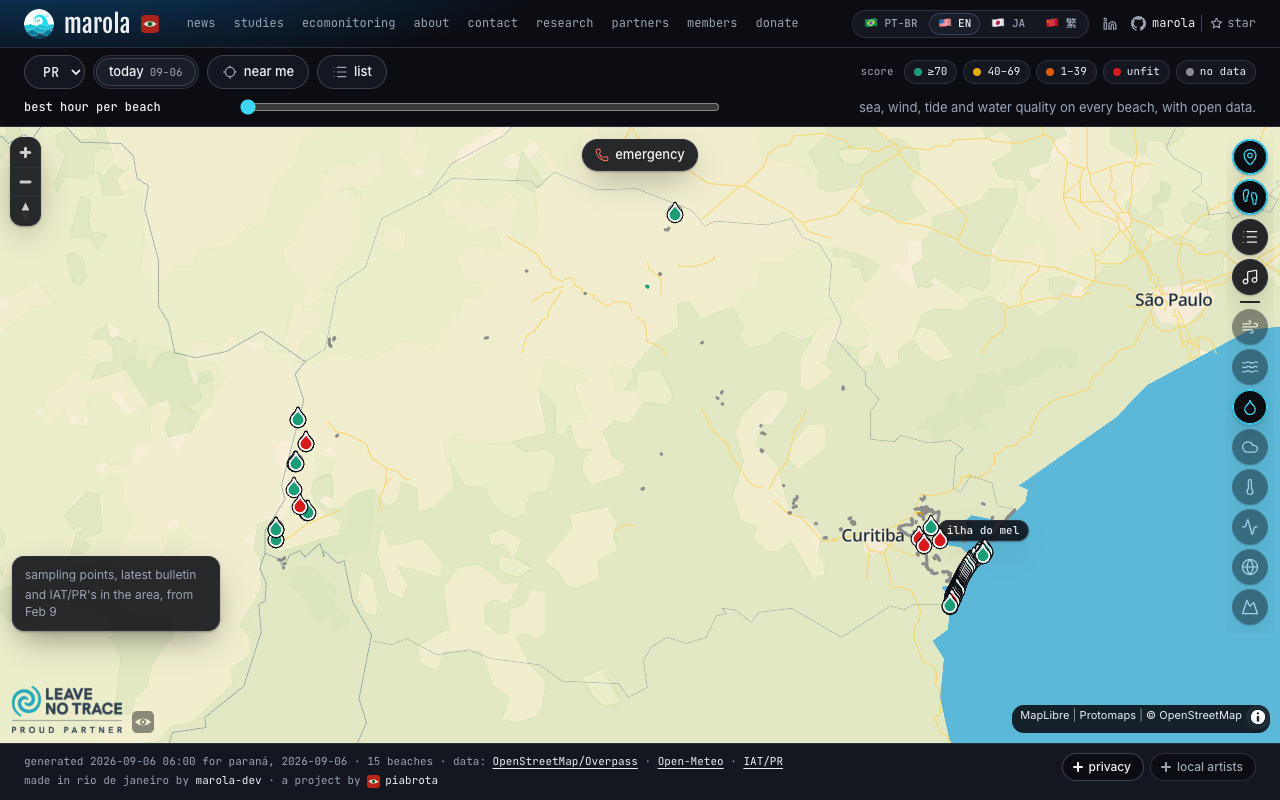 marola
news studies ecomonitoring about contact research partners members donate
PT-BR EN JA 繁
marola star
PR today 09-06 near me list
score ≥70 40–69 1–39 unfit no data
best hour per beach
sea, wind, tide and water quality on every beach, with open data.
emergency
São Paulo
Curitiba
ilha do mel
sampling points, latest bulletin
and IAT/PR's in the area, from
Feb 9
LEAVE
NO TRACE
PROUD PARTNER
MapLibre | Protomaps | © OpenStreetMap
generated 2026-09-06 06:00 for paraná, 2026-09-06 · 15 beaches · data: OpenStreetMap/Overpass · Open-Meteo · IAT/PR
made in rio de janeiro by marola-dev · a project by piabrota
privacy
local artists